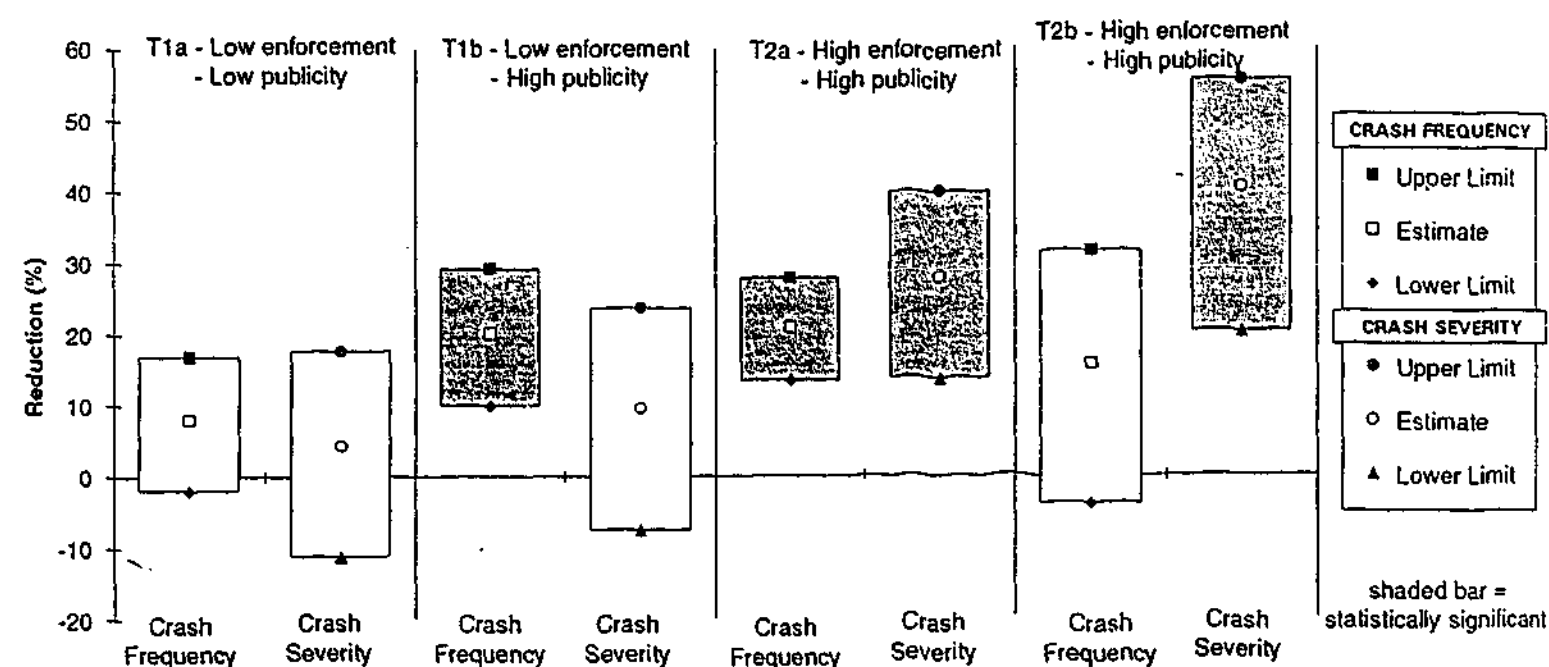 T1a - Low enforcement
- Low publicity
T1b - Low enforcement
- High publicity
T2a - High enforcement
- High publicity
T2b - High enforcement
- High publicity
Reduction (%)
60
50
40
30
20
10
0
-10
-20
Crash
Frequency
Crash
Severity
Crash
Frequency
Crash
Severity
Crash
Frequency
Crash
Severity
Crash
Frequency
Crash
Severity
CRASH FREQUENCY
Upper Limit
Estimate
Lower Limit
CRASH SEVERITY
Upper Limit
Estimate
Lower Limit
shaded bar =
statistically significant